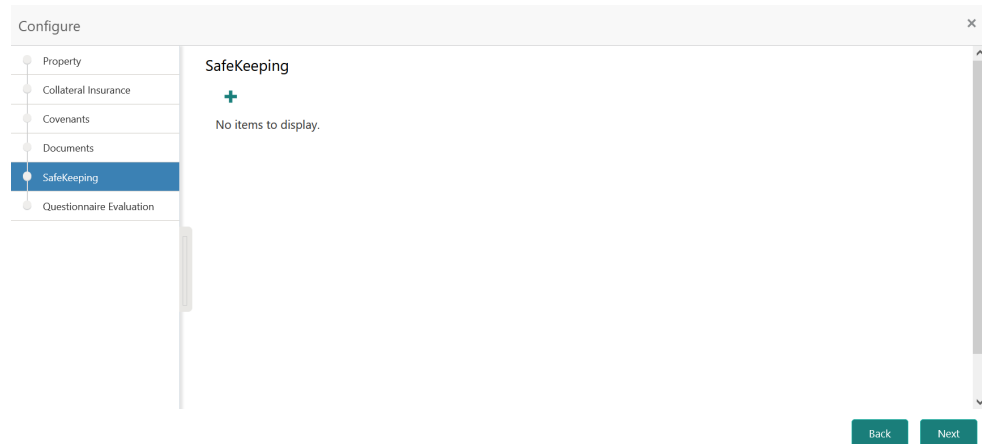 Configure
Property
Collateral Insurance
Covenants
Documents
SafeKeeping
Questionnaire Evaluation
SafeKeeping
No items to display.
Back
Next